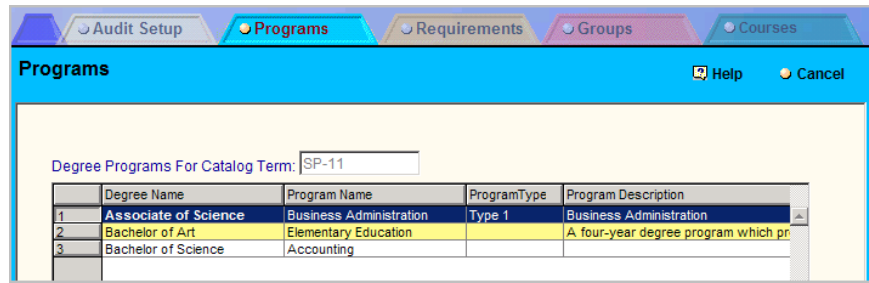 Audit Setup Programs Requirements Groups Courses
Programs Help Cancel
Degree Programs For Catalog Term: SP-11
Degree Name Program Name ProgramType Program Description
1 Associate of Science Business Administration Type 1 Business Administration
2 Bachelor of Art Elementary Education A four-year degree program which pr
3 Bachelor of Science Accounting